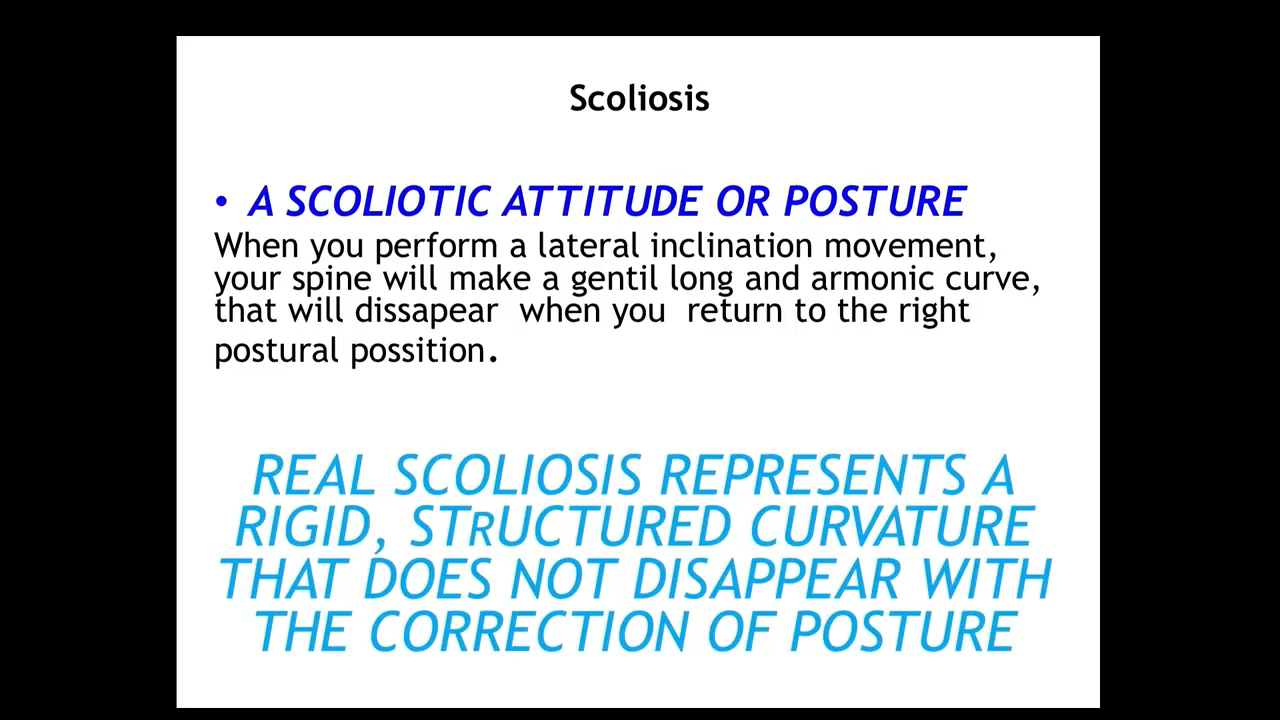 Scoliosis
• A SCOLIOTIC ATTITUDE OR POSTURE
When you perform a lateral inclination movement,
your spine will make a gentil long and armonic curve,
that will dissapear  when you  return to the right
postural possition.
REAL SCOLIOSIS REPRESENTS A
RIGID, STRUCTURED CURVATURE
THAT DOES NOT DISAPPEAR WITH
THE CORRECTION OF POSTURE